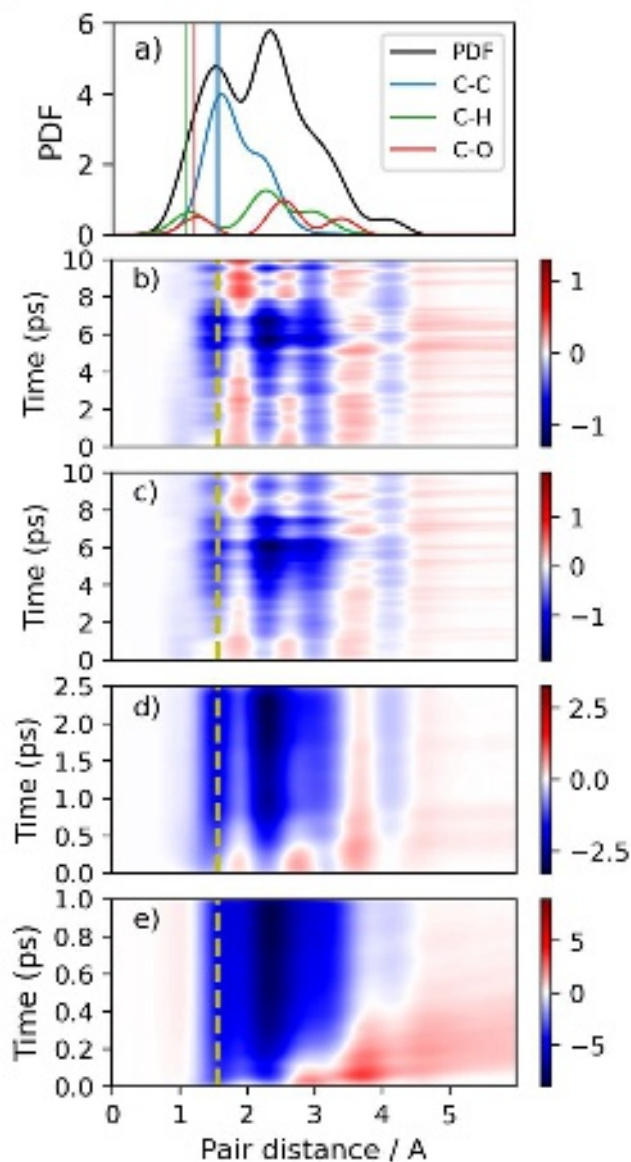 6
4
2
0
PDF
a)
PDF
C-C
C-H
C-O
10
8
6
4
2
0
Time (ps)
b)
1
0
−1
10
8
6
4
2
0
Time (ps)
c)
1
0
−1
2.5
2.0
1.5
1.0
0.5
0.0
Time (ps)
d)
2.5
0.0
−2.5
1.0
0.8
0.6
0.4
0.2
0.0
Time (ps)
e)
5
0
−5
0 1 2 3 4 5
Pair distance / A